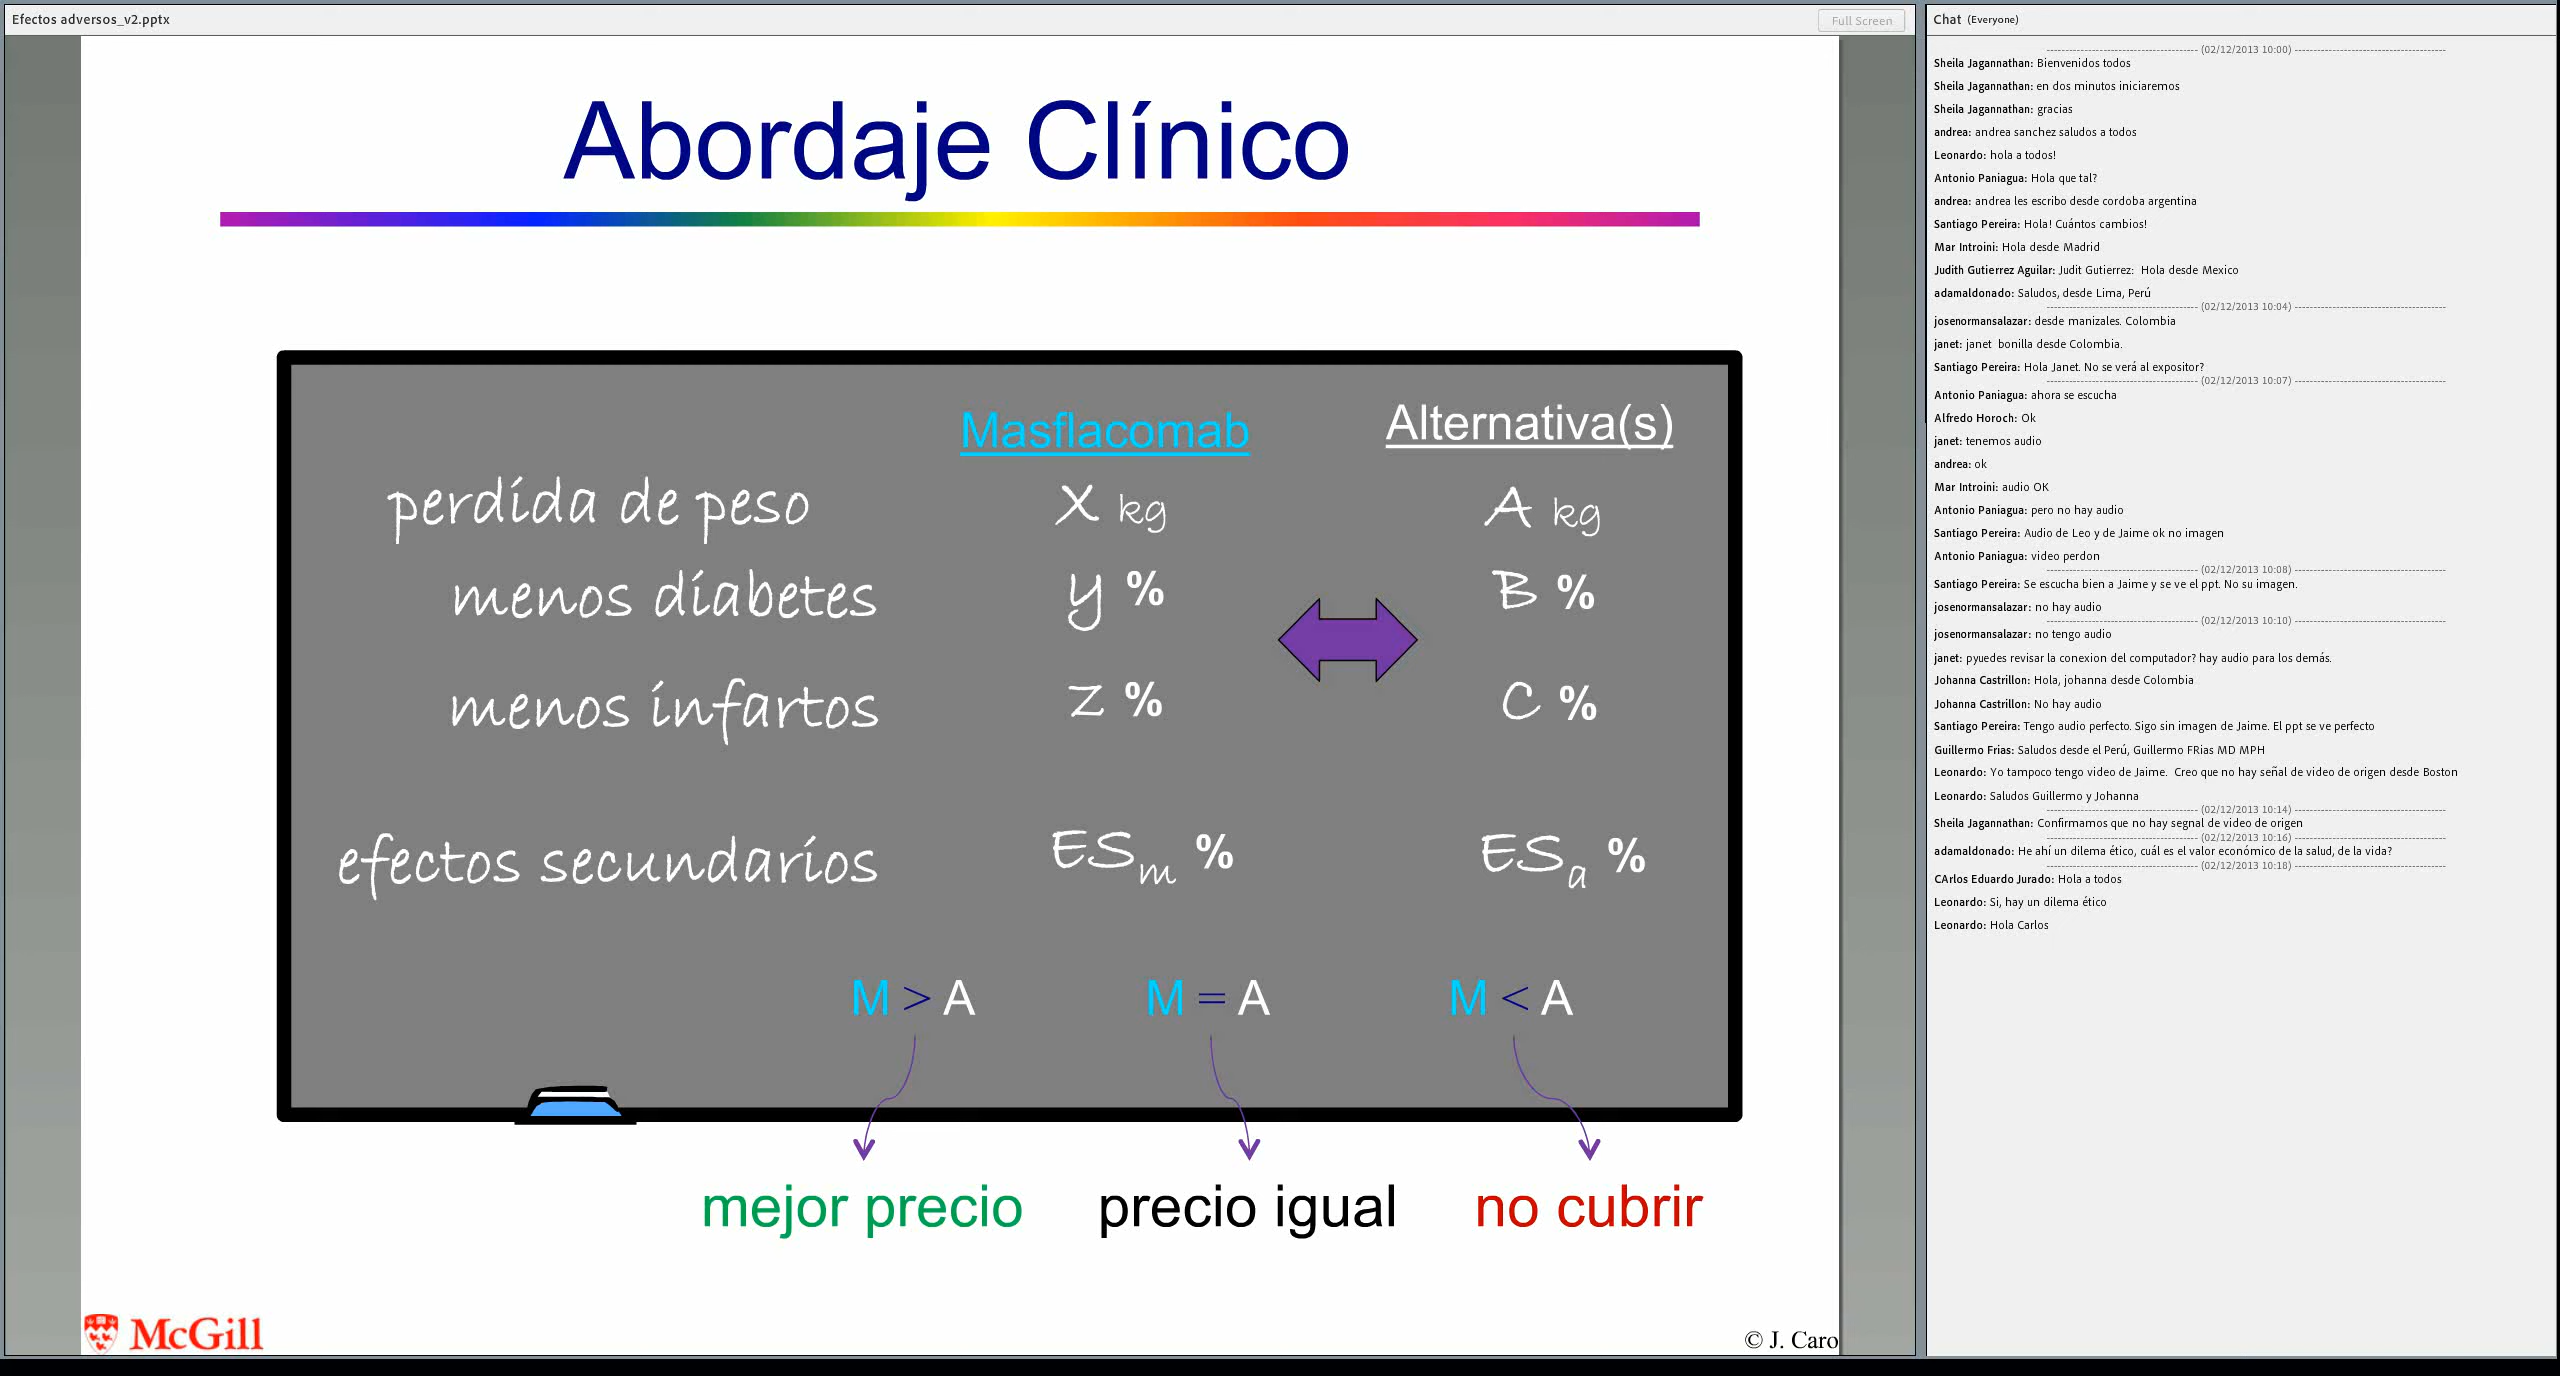 Efectos adversos_v2.pptx
Full Screen
Abordaje Clínico
Masflacomab Alternativa(s)
perdida de peso X kg A kg
menos diabetes y % B %
menos infartos Z % C %
efectos secundarios ESm % ESa %
M > A M = A M < A
mejor precio precio igual no cubrir
McGill
© J. Caro
Chat (Everyone)
(02/12/2013 10:00)
Sheila Jagannathan: Bienvenidos todos
Sheila Jagannathan: en dos minutos iniciaremos
Sheila Jagannathan: gracias
andrea: andrea sanchez saludos a todos
Leonardo: hola a todos!
Antonio Paniagua: Hola que tal?
andrea: andrea les escribo desde cordoba argentina
Santiago Pereira: Hola! Cuántos cambios!
Mar Introini: Hola desde Madrid
Judith Gutierrez Aguilar: Judit Gutierrez: Hola desde Mexico
adamaldonado: Saludos, desde Lima, Perú
(02/12/2013 10:04)
josenormansalazar: desde manizales. Colombia
janet: janet bonilla desde Colombia.
Santiago Pereira: Hola Janet. No se verá al expositor?
(02/12/2013 10:07)
Antonio Paniagua: ahora se escucha
Alfredo Horoch: Ok
janet: tenemos audio
andrea: ok
Mar Introini: audio OK
Antonio Paniagua: pero no hay audio
Santiago Pereira: Audio de Leo y de Jaime ok no imagen
Antonio Paniagua: video perdon
(02/12/2013 10:08)
Santiago Pereira: Se escucha bien a Jaime y se ve el ppt. No su imagen.
josenormansalazar: no hay audio
(02/12/2013 10:10)
josenormansalazar: no tengo audio
janet: pyuedes revisar la conexion del computador? hay audio para los demás.
Johanna Castrillon: Hola, johanna desde Colombia
Johanna Castrillon: No hay audio
Santiago Pereira: Tengo audio perfecto. Sigo sin imagen de Jaime. El ppt se ve perfecto
Guillermo Frias: Saludos desde el Perú, Guillermo FRias MD MPH
Leonardo: Yo tampoco tengo video de Jaime. Creo que no hay señal de video de origen desde Boston
Leonardo: Saludos Guillermo y Johanna
(02/12/2013 10:14)
Sheila Jagannathan: Confirmamos que no hay segnal de video de origen
(02/12/2013 10:16)
adamaldonado: He ahí un dilema ético, cuál es el valor económico de la salud, de la vida?
(02/12/2013 10:18)
CArlos Eduardo Jurado: Hola a todos
Leonardo: Si, hay un dilema ético
Leonardo: Hola Carlos